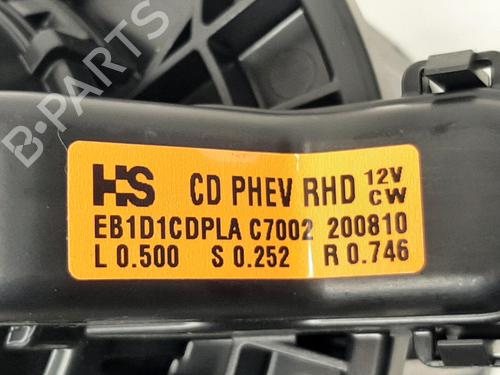 B-PARTS
HS CD PHEV RHD 12V CW
EB1D1CDPLA C7002 200810
L 0.500 S 0.252 R 0.746